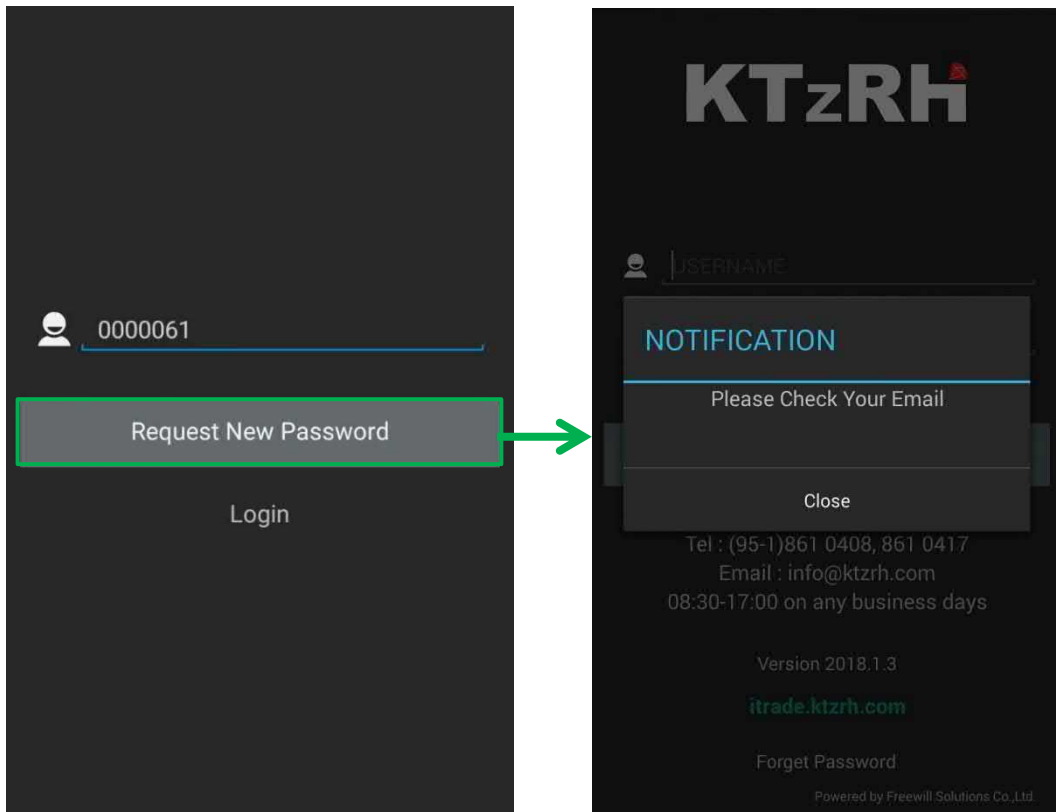 0000061
Request New Password
Login
KTzRH
USERNAME
NOTIFICATION
Please Check Your Email
Close
Tel : (95-1)861 0408, 861 0417
Email : info@ktzrh.com
08:30-17:00 on any business days
Version 2018.1.3
itrade.ktzrh.com
Forget Password
Powered by Freewill Solutions Co.,Ltd.